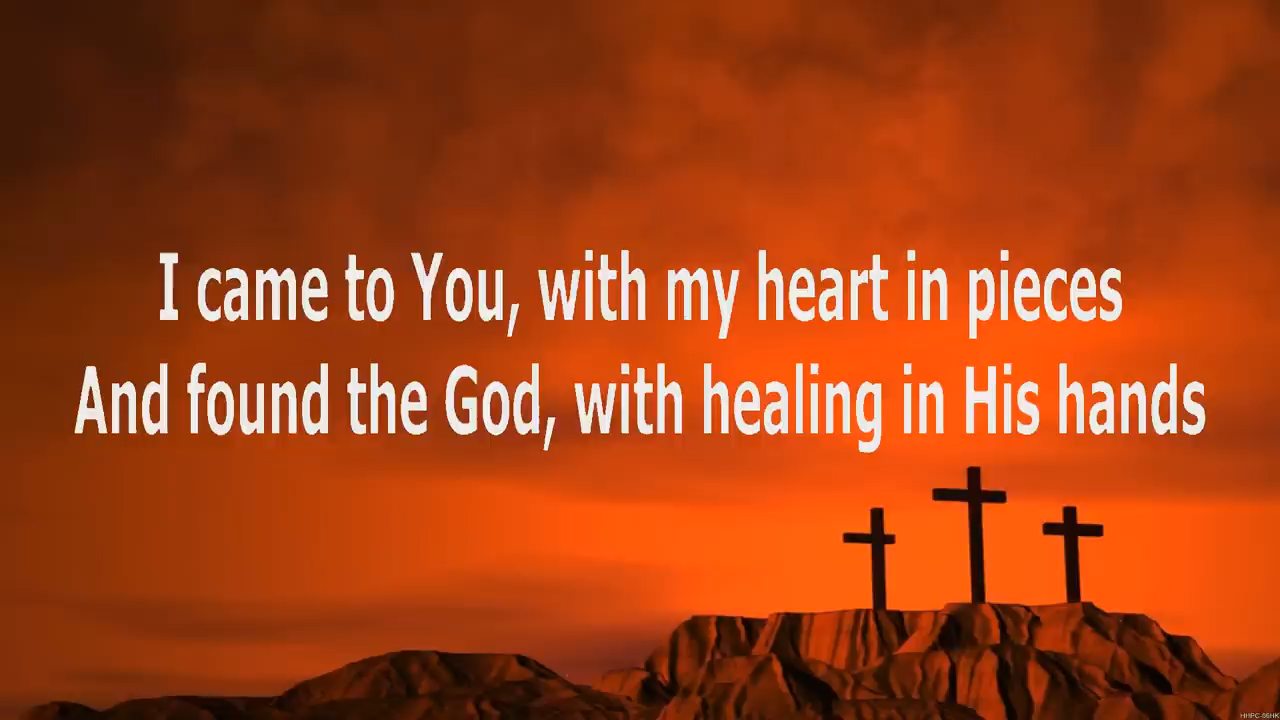 I came to You, with my heart in pieces
And found the God, with healing in His hands